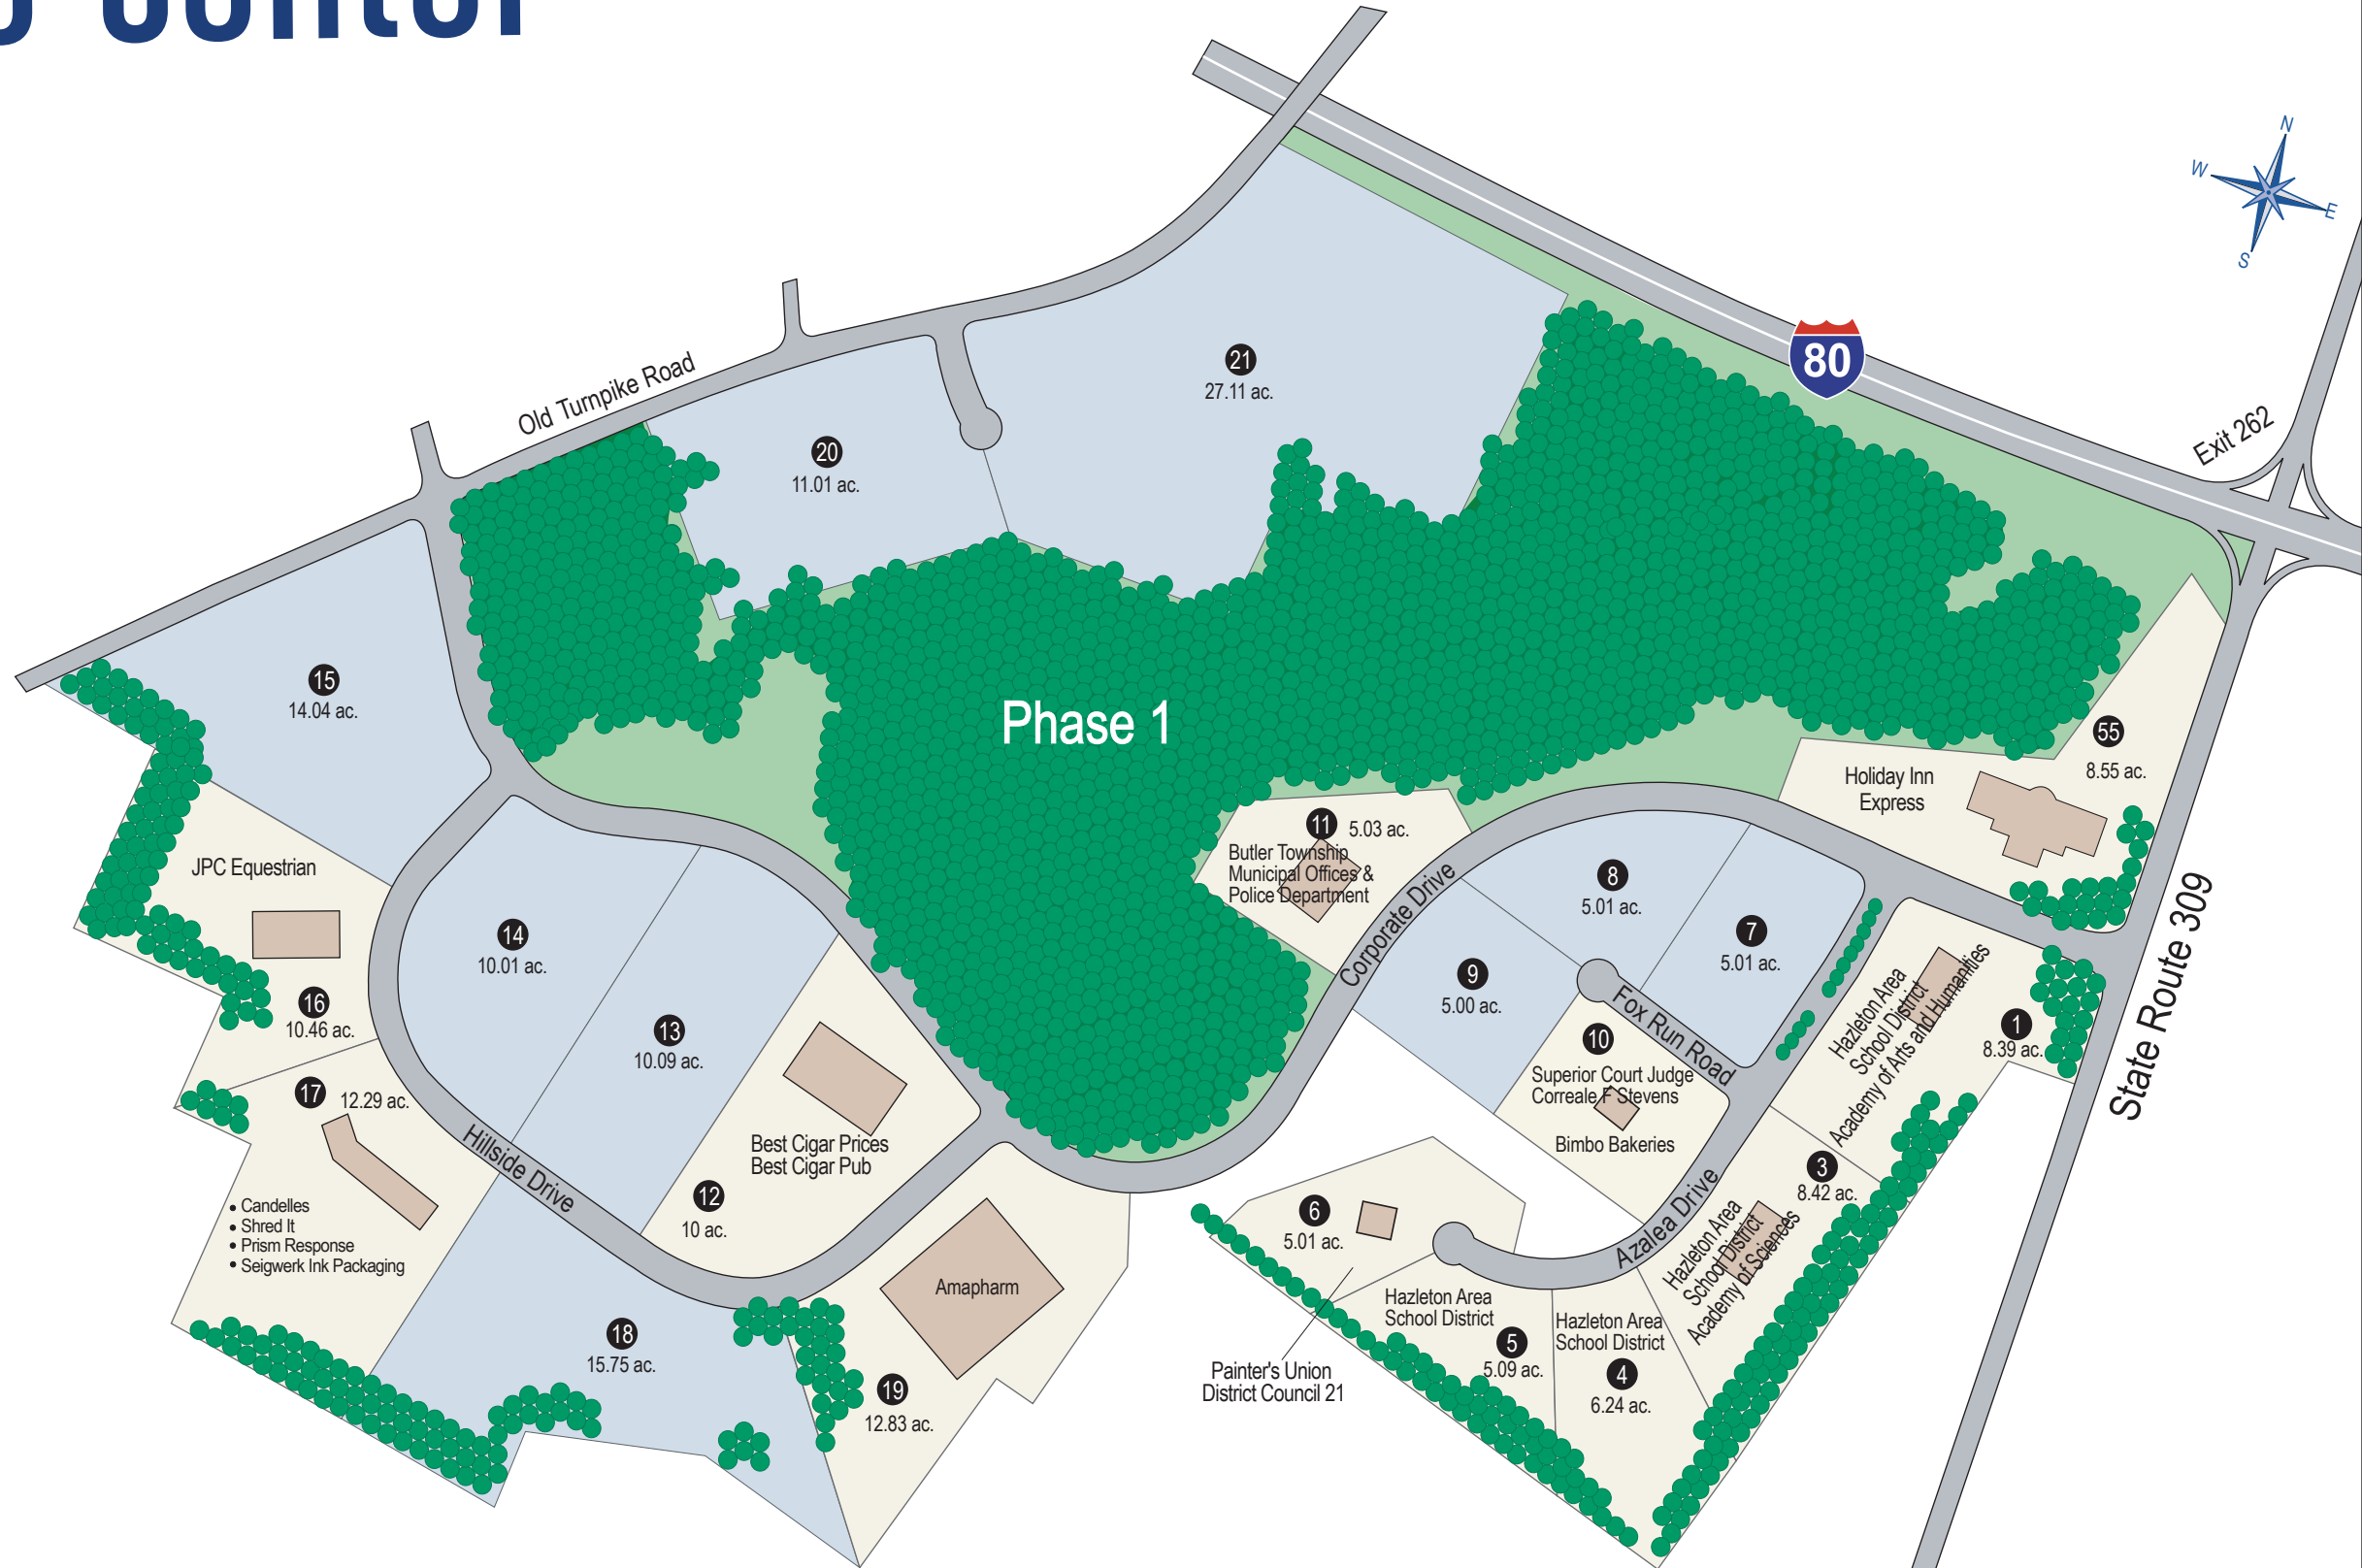 N
W
E
S
80
Exit 262
Old Turnpike Road
21
27.11 ac.
20
11.01 ac.
15
14.04 ac.
Phase 1
55
8.55 ac.
Holiday Inn
Express
11
5.03 ac.
Butler Township
Municipal Offices &
Police Department
JPC Equestrian
16
10.46 ac.
14
10.01 ac.
13
10.09 ac.
Corporate Drive
8
5.01 ac.
7
5.01 ac.
9
5.00 ac.
Fox Run Road
10
Superior Court Judge
Correale F Stevens
Bimbo Bakeries
Hazleton Area
School District
Academy of Arts and Humanities
1
8.39 ac.
State Route 309
17
12.29 ac.
• Candelles
• Shred It
• Prism Response
• Seigwerk Ink Packaging
Hillside Drive
Best Cigar Prices
Best Cigar Pub
12
10 ac.
3
8.42 ac.
Hazleton Area
School District
Academy of Sciences
Azalea Drive
6
5.01 ac.
Amapharm
Hazleton Area
School District
5
5.09 ac.
Hazleton Area
School District
4
6.24 ac.
Painter's Union
District Council 21
18
15.75 ac.
19
12.83 ac.